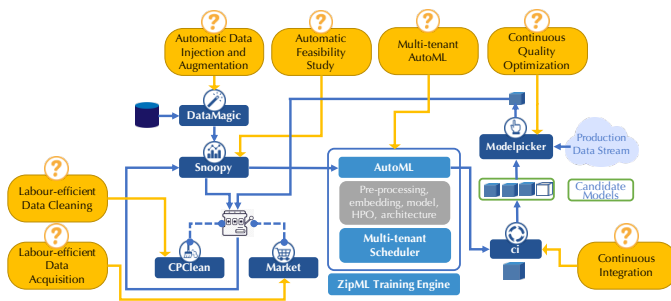 Automatic Data
Injection and
Augmentation
Automatic
Feasibility
Study
Multi-tenant
AutoML
Continuous
Quality
Optimization
DataMagic
Snoopy
Modelpicker
Production
Data Stream
AutoML
Pre-processing,
embedding, model,
HPO, architecture
Multi-tenant
Scheduler
ZipML Training Engine
Candidate
Models
Labour-efficient
Data Cleaning
Labour-efficient
Data
Acquisition
CPClean
Market
ci
Continuous
Integration
?
?
?
?
?
?
?